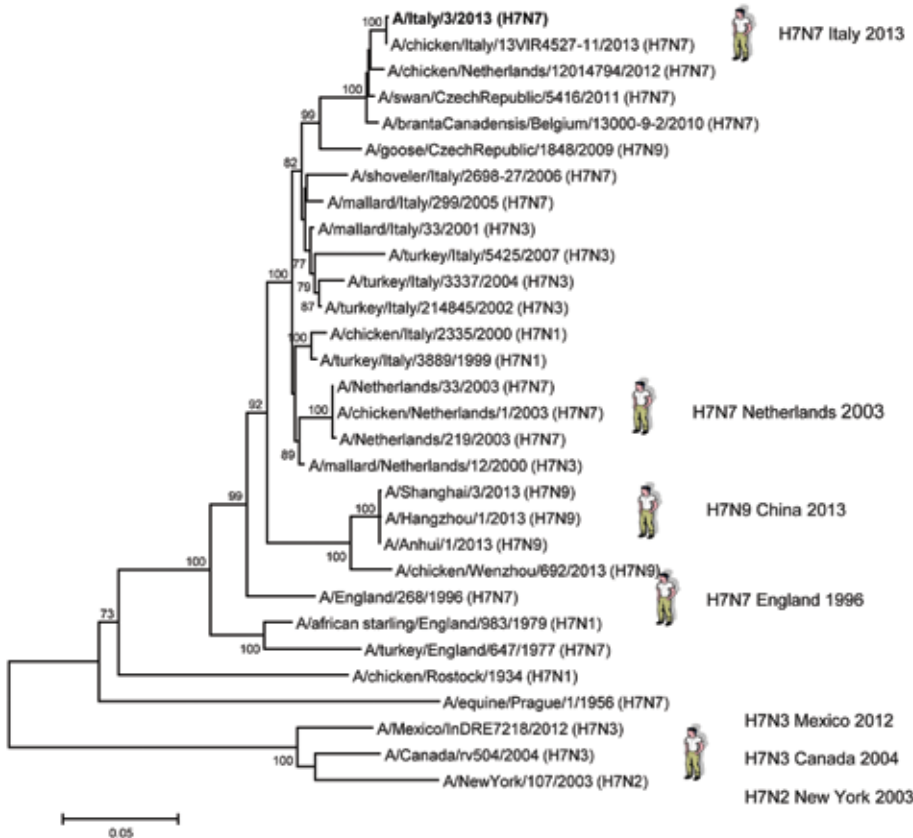 100
A/Italy/3/2013 (H7N7)
H7N7 Italy 2013
A/chicken/Italy/13VIR4527-11/2013 (H7N7)
A/chicken/Netherlands/12014794/2012 (H7N7)
100
A/swan/CzechRepublic/5416/2011 (H7N7)
99
A/brantaCanadensis/Belgium/13000-9-2/2010 (H7N7)
A/goose/CzechRepublic/1848/2009 (H7N9)
82
A/shoveler/Italy/2698-27/2006 (H7N7)
A/mallard/Italy/299/2005 (H7N7)
A/mallard/Italy/33/2001 (H7N3)
77
A/turkey/Italy/5425/2007 (H7N3)
100
79
A/turkey/Italy/3337/2004 (H7N3)
87
A/turkey/Italy/214845/2002 (H7N3)
100
A/chicken/Italy/2335/2000 (H7N1)
A/turkey/Italy/3889/1999 (H7N1)
A/Netherlands/33/2003 (H7N7)
92
100
A/chicken/Netherlands/1/2003 (H7N7)
H7N7 Netherlands 2003
A/Netherlands/219/2003 (H7N7)
89
A/mallard/Netherlands/12/2000 (H7N3)
A/Shanghai/3/2013 (H7N9)
99
100
A/Hangzhou/1/2013 (H7N9)
H7N9 China 2013
A/Anhui/1/2013 (H7N9)
100
100
A/chicken/Wenzhou/692/2013 (H7N9)
A/England/268/1996 (H7N7)
H7N7 England 1996
73
A/african starling/England/983/1979 (H7N1)
100
A/turkey/England/647/1977 (H7N7)
A/chicken/Rostock/1934 (H7N1)
A/equine/Prague/1/1956 (H7N7)
H7N3 Mexico 2012
A/Mexico/InDRE7218/2012 (H7N3)
100
A/Canada/rv504/2004 (H7N3)
H7N3 Canada 2004
A/NewYork/107/2003 (H7N2)
H7N2 New York 2003
0.05